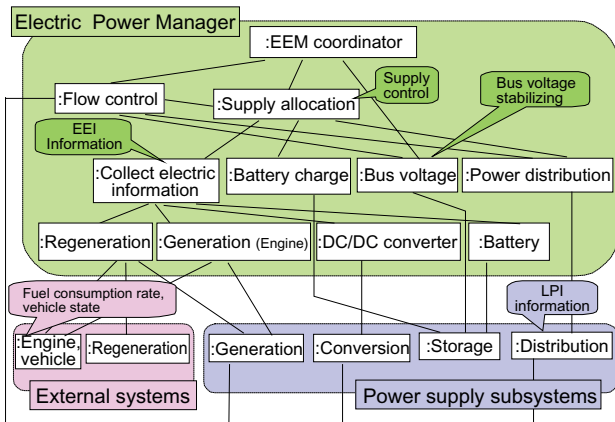 Electric Power Manager
:EEM coordinator
:Flow control
:Supply allocation
Supply
control
Bus voltage
stabilizing
EEI
Information
:Collect electric
information
:Battery charge
:Bus voltage
:Power distribution
:Regeneration
:Generation (Engine)
:DC/DC converter
:Battery
Fuel consumption rate,
vehicle state
LPI
information
:Engine,
vehicle
:Regeneration
:Generation
:Conversion
:Storage
:Distribution
External systems
Power supply subsystems